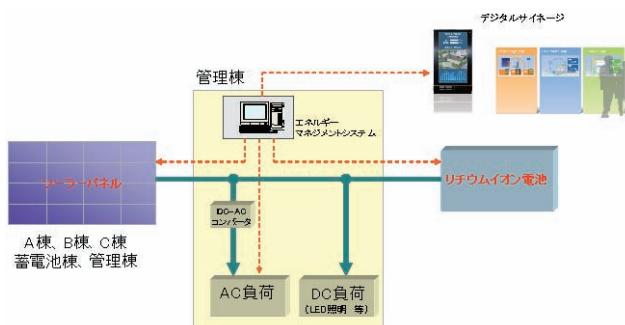 デジタルサイネージ
管理棟
エネルギー
マネジメントシステム
ソーラーパネル
リチウムイオン電池
DC-AC
コンバータ
A棟、B棟、C棟
蓄電池棟、管理棟
AC負荷
DC負荷
(LED照明 等)